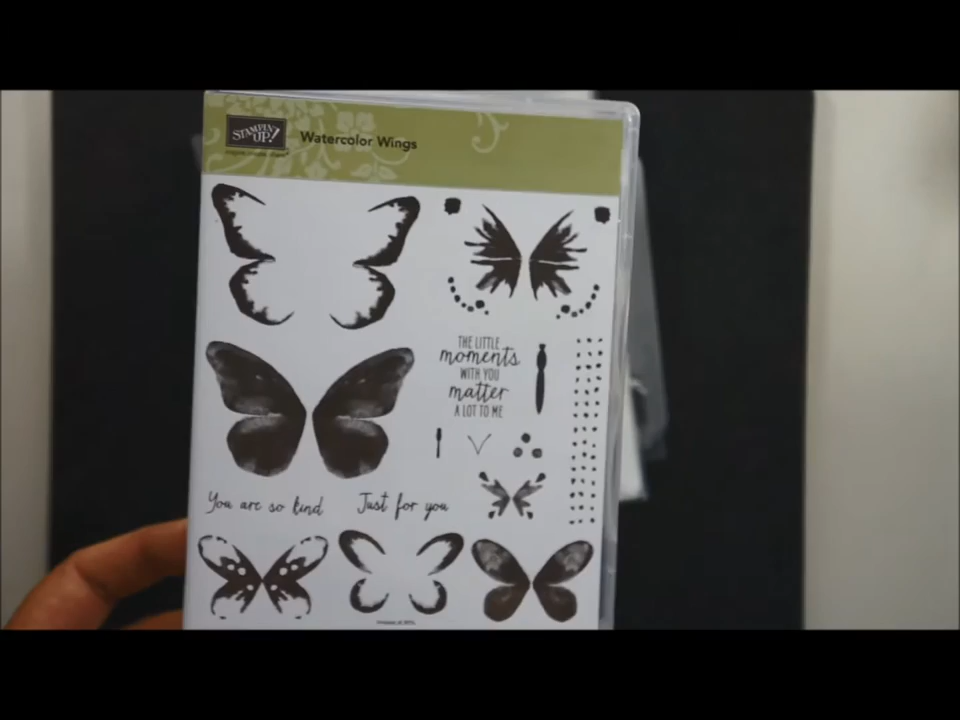 STAMPIN' UP!
Watercolor Wings
THE LITTLE
moments
WITH YOU
matter
A LOT TO ME
You are so kind
Just for you